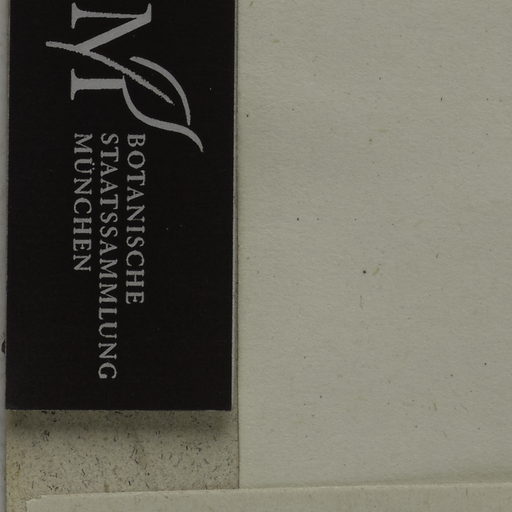 M
BOTANISCHE
STAATSSAMMLUNG
MÜNCHEN